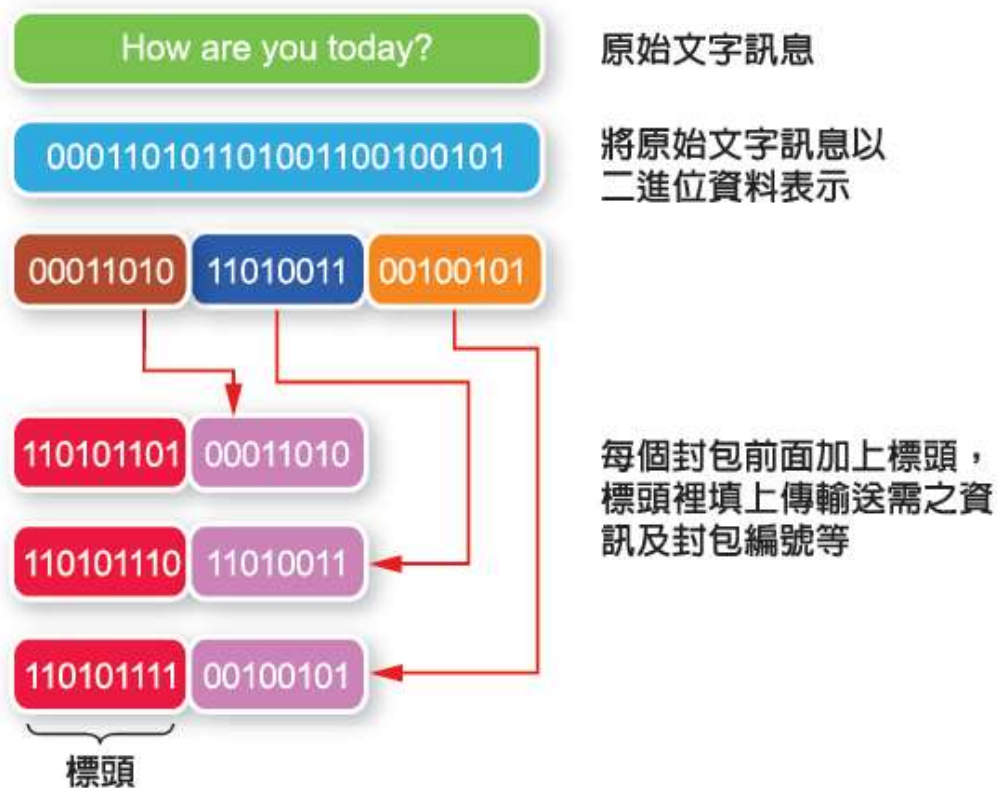 How are you today?
原始文字訊息
000110101101001100100101
將原始文字訊息以
二進位資料表示
00011010 11010011 00100101
110101101 00011010
每個封包前面加上標頭，
標頭裡填上傳輸送需之資
訊及封包編號等
110101110 11010011
110101111 00100101
標頭